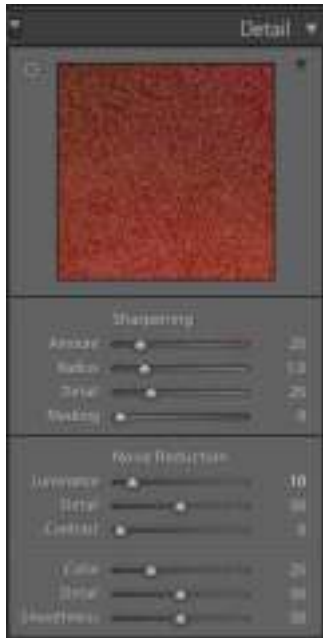 Detail
Sharpening
Amount
Radius 1.0
Detail 25
Masking 0
Noise Reduction
Luminance 10
Detail 50
Contrast 0
Color 25
Detail 50
Smoothness 50